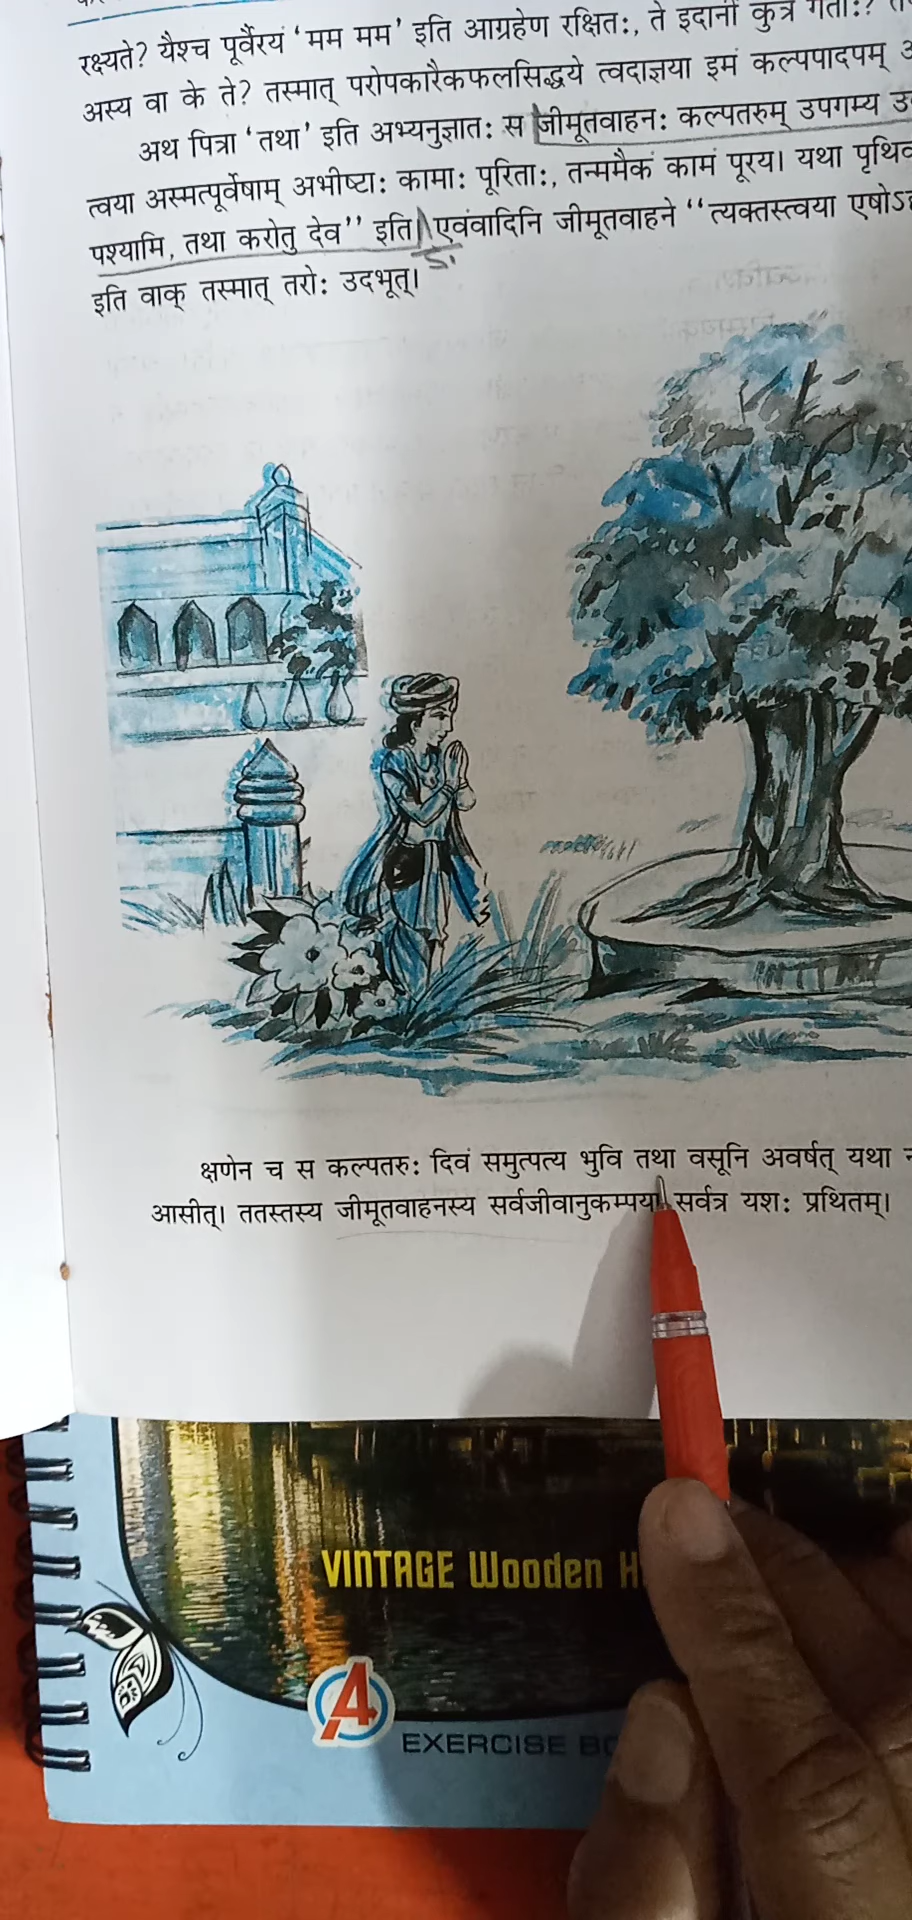 रक्ष्यते? यैश्च पूर्वैरयं ‘मम मम’ इति आग्रहेण रक्षितः, ते इदानीं कुत्र गताः?
अस्य वा के ते? तस्मात् परोपकारैकफलसिद्धये त्वदाज्ञया इमं कल्पपादपम्
अथ पित्रा ‘तथा’ इति अभ्यनुज्ञातः स जीमूतवाहनः कल्पतरुम् उपगम्य
त्वया अस्मत्पूर्वेषाम् अभीष्टाः कामाः पूरिताः, तन्ममैकं कामं पूरय। यथा
पश्यामि, तथा करोतु देव” इति। एवंवादिनि जीमूतवाहने “त्यक्तस्त्वया
इति वाक् तस्मात् तरोः उदभूत्।
क्षणेन च स कल्पतरुः दिवं समुत्पत्य भुवि तथा वसूनि अवर्षत् यथा
आसीत्। ततस्तस्य जीमूतवाहनस्य सर्वजीवानुकम्पया सर्वत्र यशः प्रथितम्।
VINTAGE Wooden
A
EXERCISE